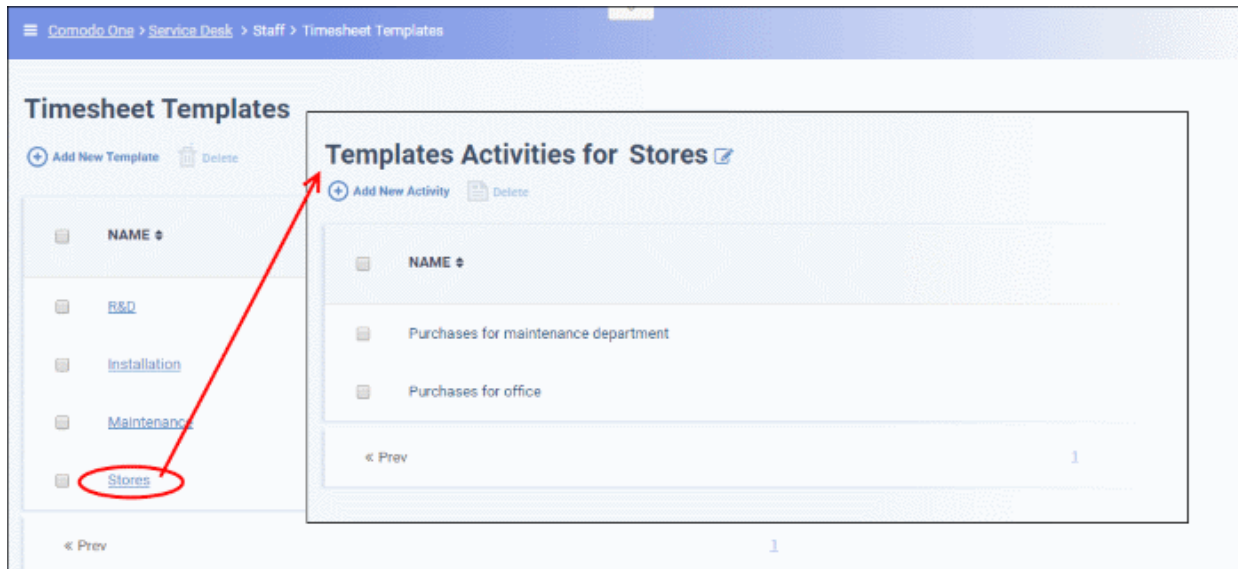 Comodo One > Service Desk > Staff > Timesheet Templates
Timesheet Templates
Add New Template Delete
NAME
R&D
Installation
Maintenance
Stores
« Prev 1
Templates Activities for Stores
Add New Activity Delete
NAME
Purchases for maintenance department
Purchases for office
« Prev 1